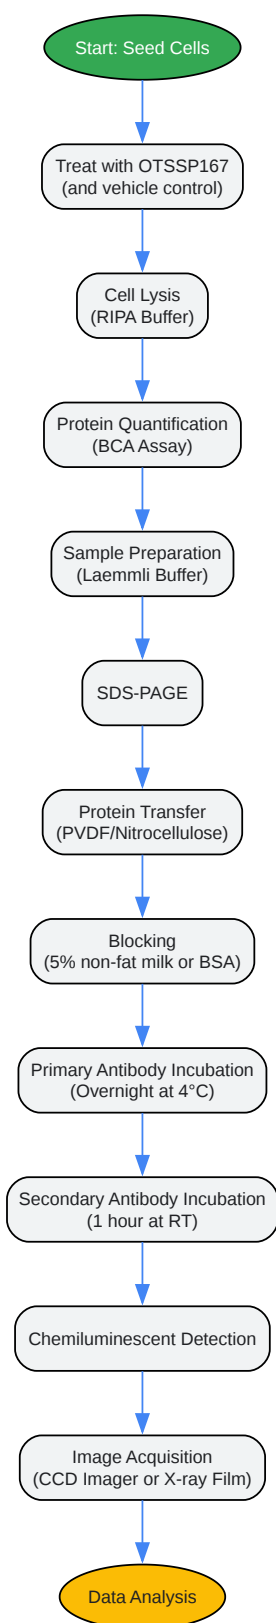 Start: Seed Cells
Treat with OTSSP167
(and vehicle control)
Cell Lysis
(RIPA Buffer)
Protein Quantification
(BCA Assay)
Sample Preparation
(Laemmli Buffer)
SDS-PAGE
Protein Transfer
(PVDF/Nitrocellulose)
Blocking
(5% non-fat milk or BSA)
Primary Antibody Incubation
(Overnight at 4°C)
Secondary Antibody Incubation
(1 hour at RT)
Chemiluminescent Detection
Image Acquisition
(CCD Imager or X-ray Film)
Data Analysis